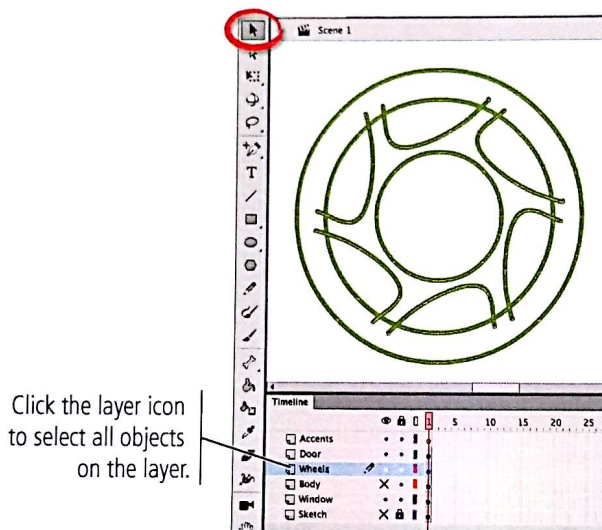 Scene 1
T
Click the layer icon
to select all objects
on the layer.
Timeline
1 5 10 15 20 25
Accents
Door
Wheels
Body
Window
Sketch